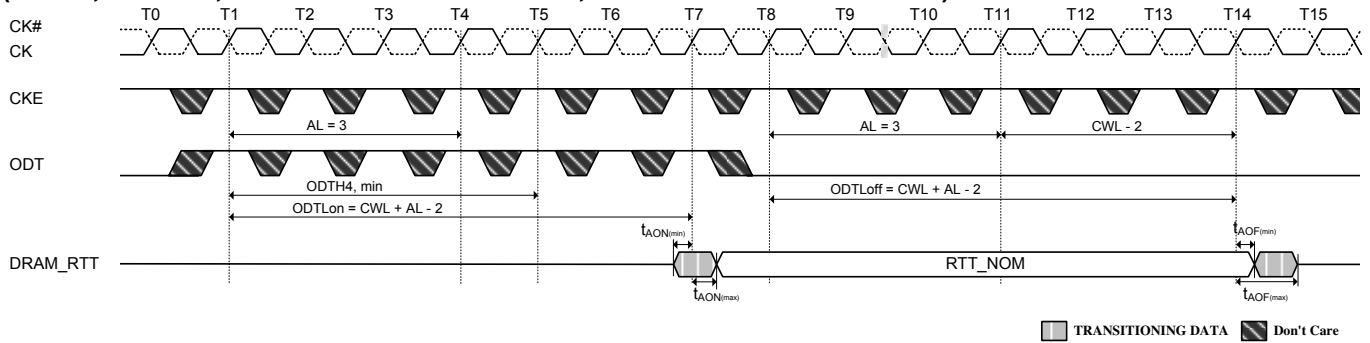 T0 T1 T2 T3 T4 T5 T6 T7 T8 T9 T10 T11 T12 T13 T14 T15
CK#
CK
CKE
AL = 3 AL = 3 CWL - 2
ODT
ODTH4, min ODTLoff = CWL + AL - 2
ODTLon = CWL + AL - 2
tAON(min) tAOF(min)
DRAM_RTT RTT_NOM
tAON(max) tAOF(max)
TRANSITIONING DATA Don't Care